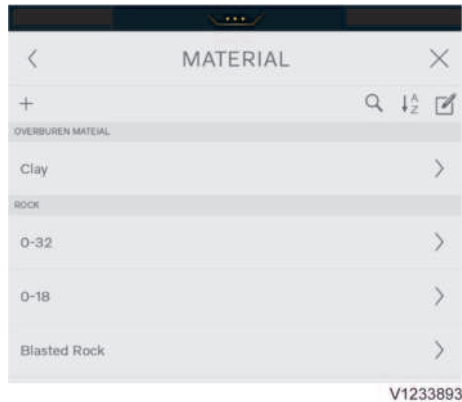 MATERIAL
A
Z
OVERBUREN MATEIAL
Clay
ROCK
0-32
0-18
Blasted Rock
V1233893